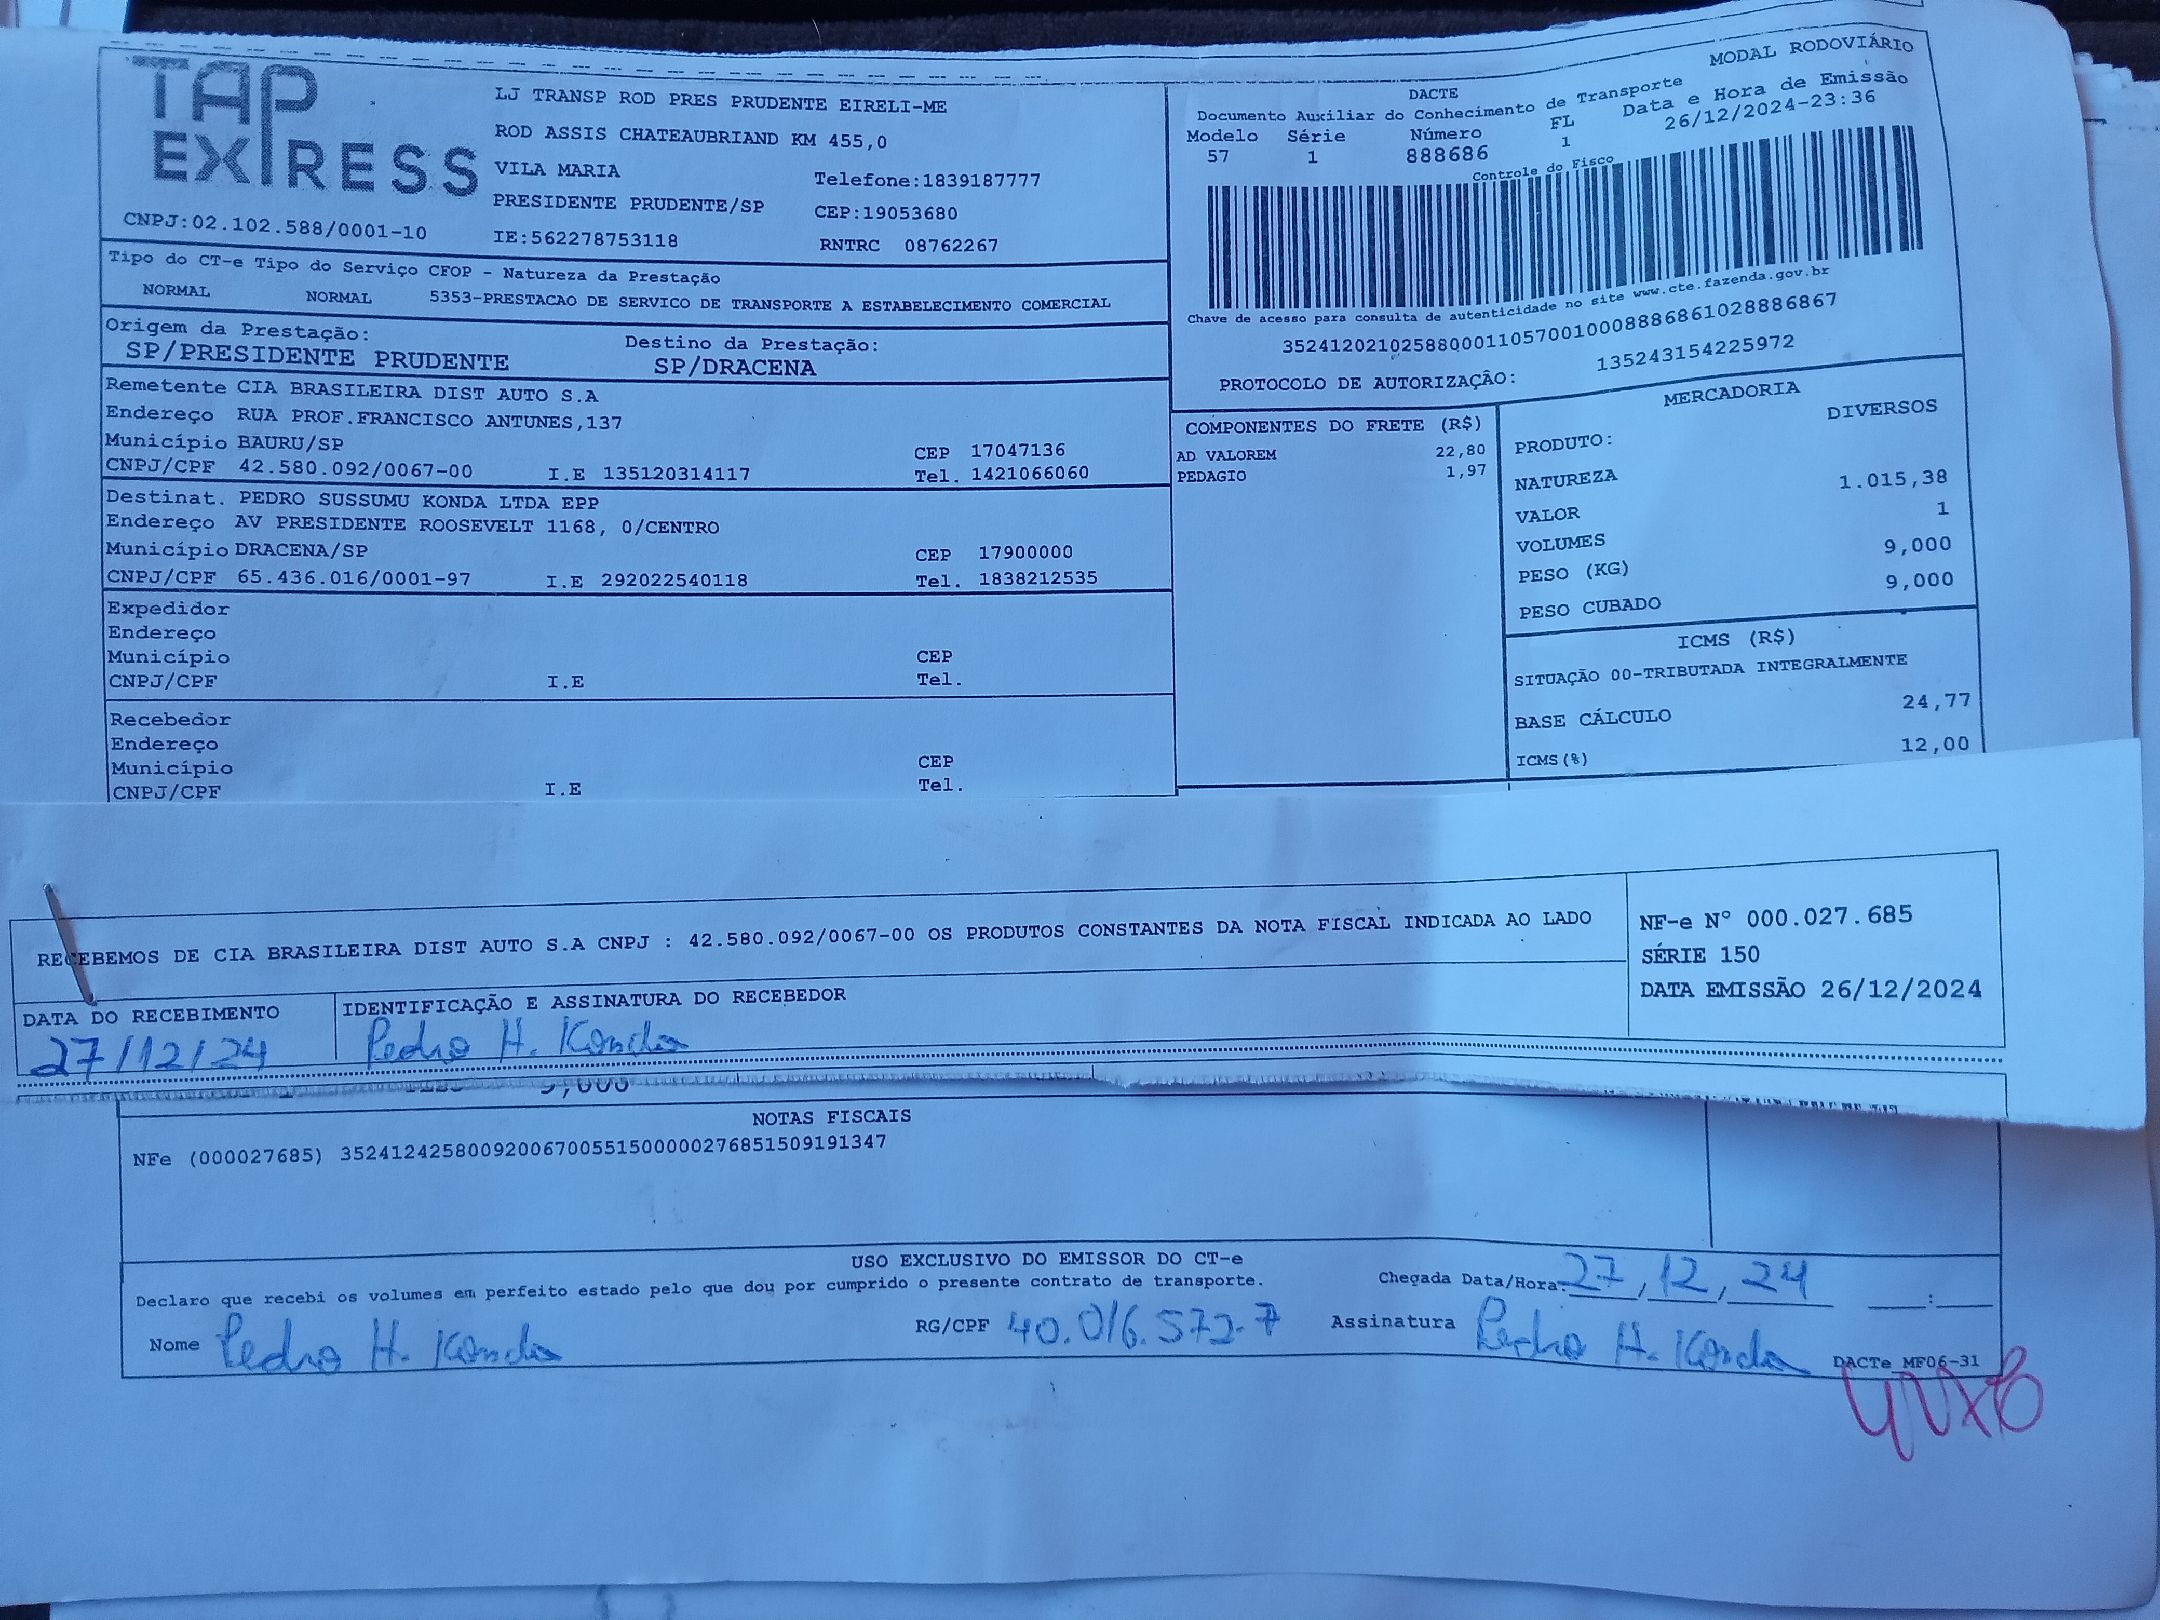 TAP
EXPRESS
CNPJ:02.102.588/0001-10
LJ TRANSP ROD PRES PRUDENTE EIRELI-ME
ROD ASSIS CHATEAUBRIAND KM 455,0
VILA MARIA
Telefone:1839187777
PRESIDENTE PRUDENTE/SP
CEP:19053680
IE:562278753118
RNTRC 08762267
MODAL RODOVIÁRIO
DACTE
Documento Auxiliar do Conhecimento de Transporte
Data e Hora de Emissão
26/12/2024-23:36
Modelo Série Número FL
57 1 888686 1
Controle do Fisco
Chave de acesso para consulta de autenticidade no site www.cte.fazenda.gov.br
35241202102588000110570010008886861028886867
PROTOCOLO DE AUTORIZAÇÃO: 135243154225972
Tipo do CT-e Tipo do Serviço CFOP - Natureza da Prestação
NORMAL NORMAL 5353-PRESTACAO DE SERVICO DE TRANSPORTE A ESTABELECIMENTO COMERCIAL
Origem da Prestação: Destino da Prestação:
SP/PRESIDENTE PRUDENTE SP/DRACENA
Remetente CIA BRASILEIRA DIST AUTO S.A
Endereço RUA PROF.FRANCISCO ANTUNES,137
Município BAURU/SP CEP 17047136
CNPJ/CPF 42.580.092/0067-00 I.E 135120314117 Tel. 1421066060
Destinat. PEDRO SUSSUMU KONDA LTDA EPP
Endereço AV PRESIDENTE ROOSEVELT 1168, 0/CENTRO
Município DRACENA/SP CEP 17900000
CNPJ/CPF 65.436.016/0001-97 I.E 292022540118 Tel. 1838212535
Expedidor
Endereço
Município CEP
CNPJ/CPF I.E Tel.
Recebedor
Endereço
Município CEP
CNPJ/CPF I.E Tel.
COMPONENTES DO FRETE (R$)
AD VALOREM 22,80
PEDAGIO 1,97
MERCADORIA
PRODUTO: DIVERSOS
NATUREZA
VALOR 1.015,38
VOLUMES 1
PESO (KG) 9,000
PESO CUBADO 9,000
ICMS (R$)
SITUAÇÃO 00-TRIBUTADA INTEGRALMENTE
BASE CÁLCULO 24,77
ICMS(%) 12,00
RECEBEMOS DE CIA BRASILEIRA DIST AUTO S.A CNPJ : 42.580.092/0067-00 OS PRODUTOS CONSTANTES DA NOTA FISCAL INDICADA AO LADO
NF-e N° 000.027.685
SÉRIE 150
DATA EMISSÃO 26/12/2024
DATA DO RECEBIMENTO IDENTIFICAÇÃO E ASSINATURA DO RECEBEDOR
27/12/24 Pedro H. Konda
NOTAS FISCAIS
NFe (000027685) 35241242580092006700551500000276851509191347
USO EXCLUSIVO DO EMISSOR DO CT-e
Declaro que recebi os volumes em perfeito estado pelo que dou por cumprido o presente contrato de transporte.
Chegada Data/Hora: 27,12,24 :
Nome Pedro H. Konda RG/CPF 40.016.572-7 Assinatura Pedro H. Konda
DACTe MF06-31